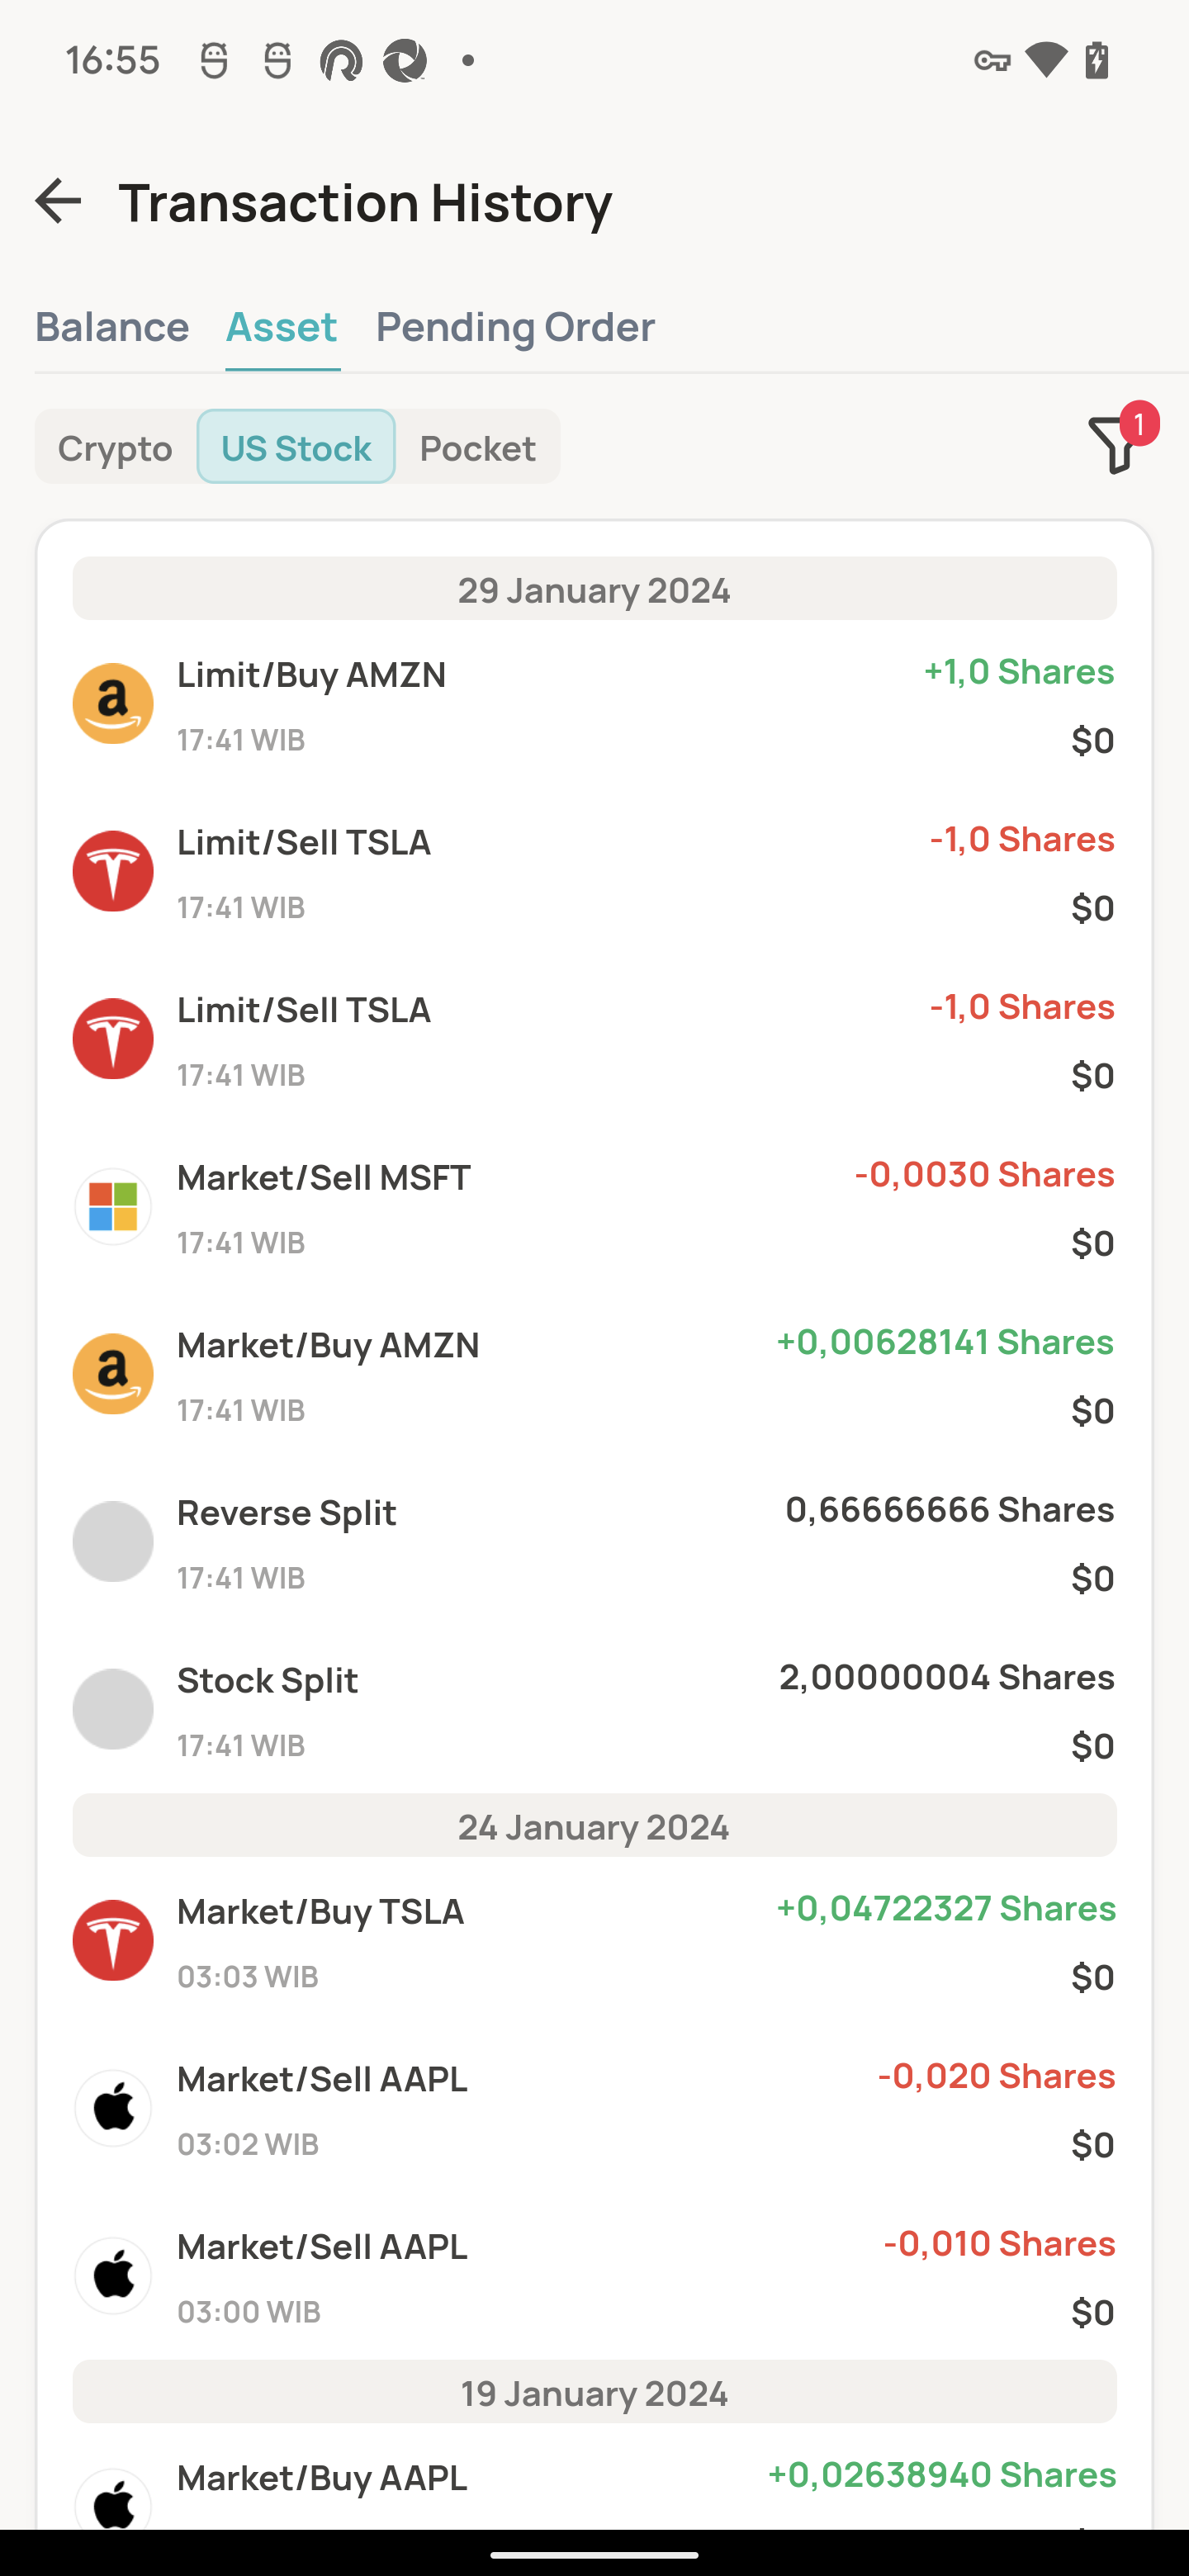 16:55
Transaction History
Balance Asset Pending Order
Crypto US Stock Pocket 1
29 January 2024
Limit/Buy AMZN +1,0 Shares
17:41 WIB $0
Limit/Sell TSLA -1,0 Shares
17:41 WIB $0
Limit/Sell TSLA -1,0 Shares
17:41 WIB $0
Market/Sell MSFT -0,0030 Shares
17:41 WIB $0
Market/Buy AMZN +0,00628141 Shares
17:41 WIB $0
Reverse Split 0,66666666 Shares
17:41 WIB $0
Stock Split 2,00000004 Shares
17:41 WIB $0
24 January 2024
Market/Buy TSLA +0,04722327 Shares
03:03 WIB $0
Market/Sell AAPL -0,020 Shares
03:02 WIB $0
Market/Sell AAPL -0,010 Shares
03:00 WIB $0
19 January 2024
Market/Buy AAPL +0,02638940 Shares